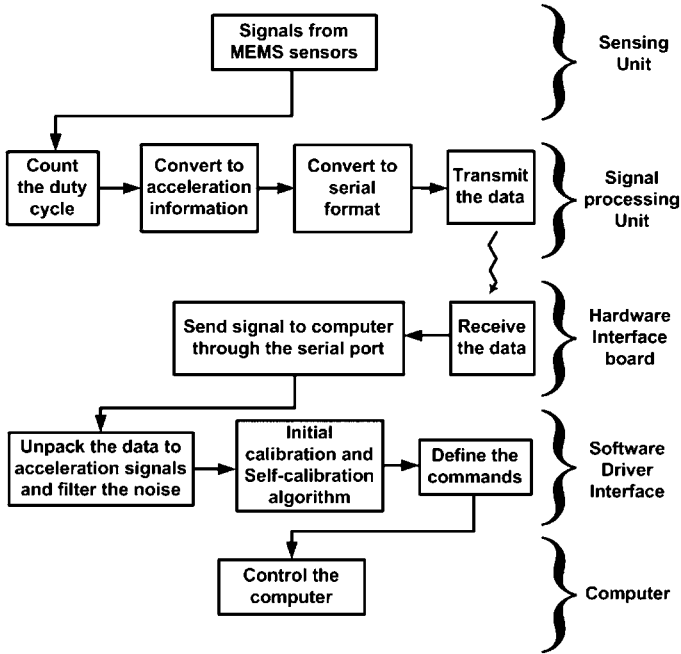 Signals from
MEMS sensors
Sensing
Unit
Count
the duty
cycle
Convert to
acceleration
information
Convert to
serial
format
Transmit
the data
Signal
processing
Unit
Send signal to computer
through the serial port
Receive
the data
Hardware
Interface
board
Unpack the data to
acceleration signals
and filter the noise
Initial
calibration and
Self-calibration
algorithm
Define the
commands
Software
Driver
Interface
Control the
computer
Computer